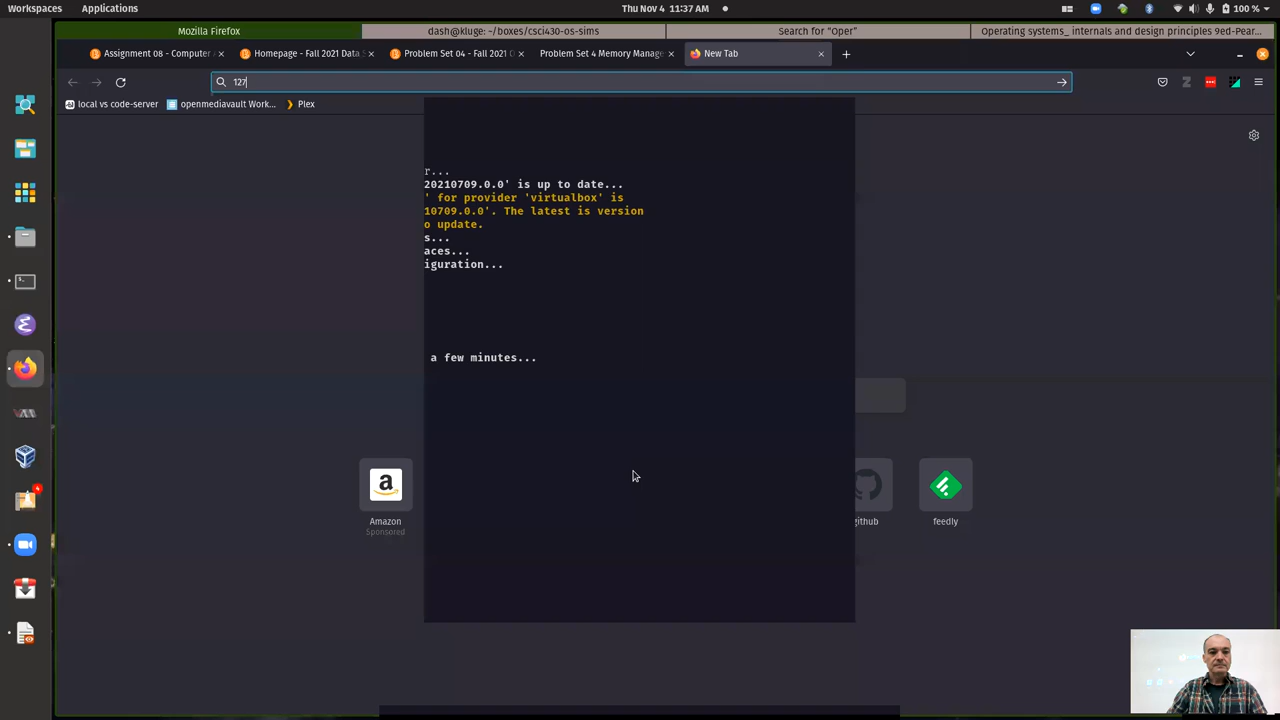 Workspaces Applications Thu Nov 4 11:37 AM 100 %
Mozilla Firefox dash@kluge: ~/boxes/csci430-os-sims Search for "Oper" Operating systems_ internals and design principles 9ed-Pear...
Assignment 08 - Computer Homepage - Fall 2021 Data Problem Set 04 - Fall 2021 Problem Set 4 Memory Manage New Tab
127
local vs code-server openmediavault Work... Plex
r...
20210709.0.0' is up to date...
' for provider 'virtualbox' is
10709.0.0'. The latest is version
o update.
s...
aces...
iguration...
a few minutes...
4
a
Amazon github feedly
Sponsored